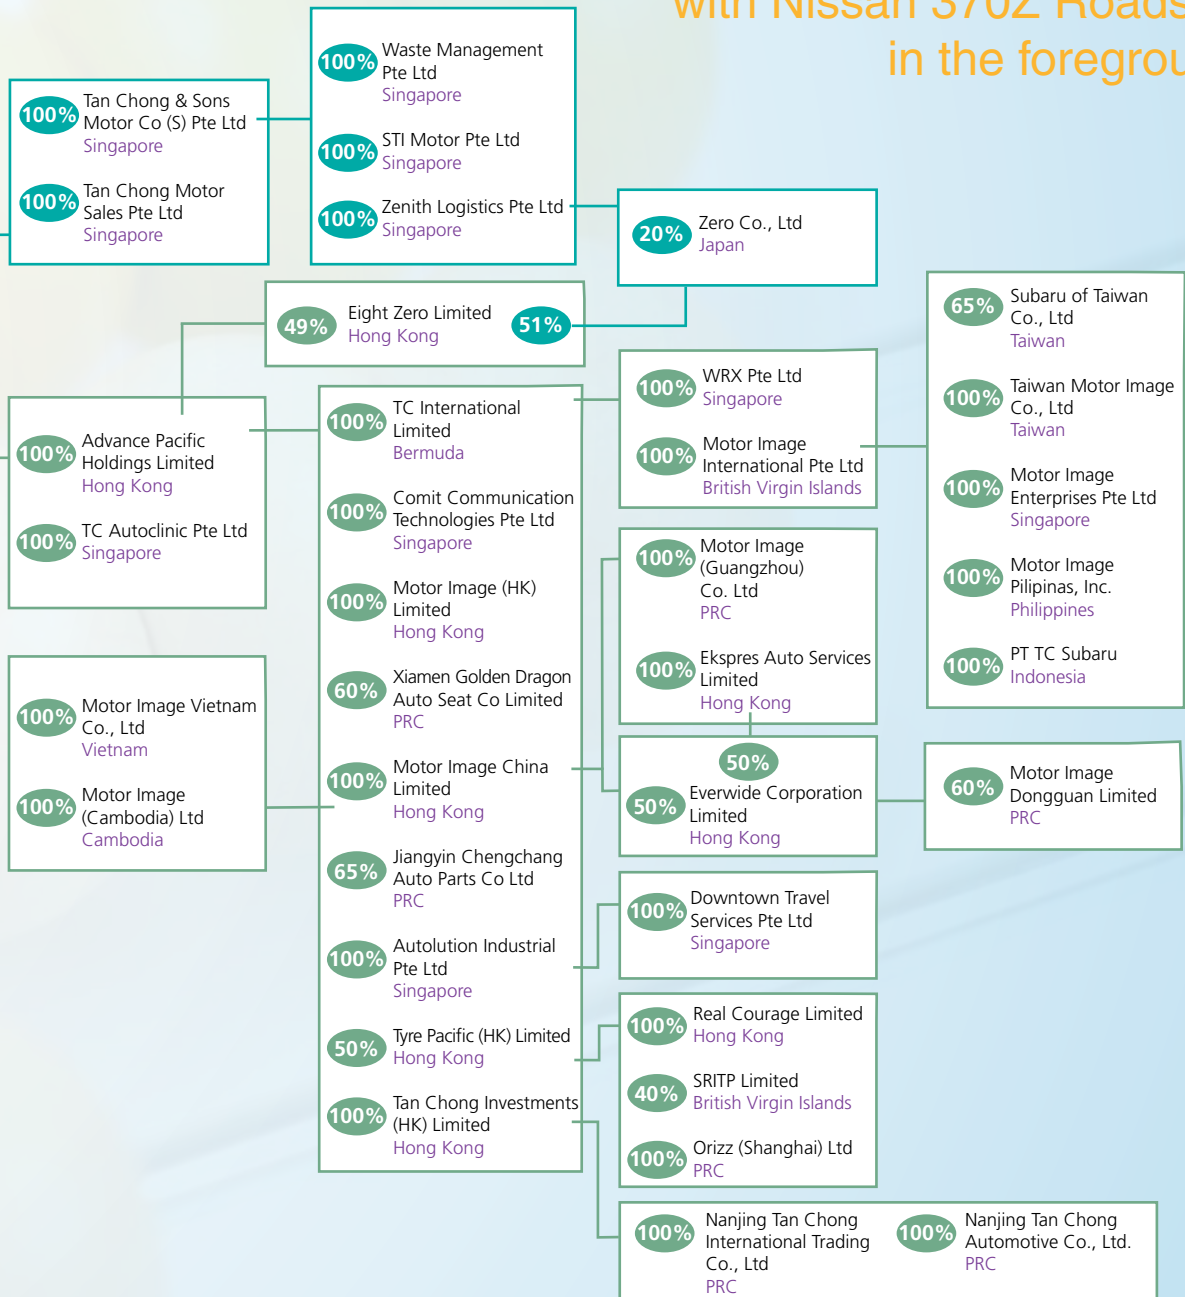 with Nissan 370Z Roads
in the foregrou
100%
Tan Chong & Sons
Motor Co (S) Pte Ltd
Singapore
100%
Tan Chong Motor
Sales Pte Ltd
Singapore
100%
Waste Management
Pte Ltd
Singapore
100%
STI Motor Pte Ltd
Singapore
100%
Zenith Logistics Pte Ltd
Singapore
20%
Zero Co., Ltd
Japan
49%
Eight Zero Limited
Hong Kong
51%
100%
Advance Pacific
Holdings Limited
Hong Kong
100%
TC Autoclinic Pte Ltd
Singapore
100%
Motor Image Vietnam
Co., Ltd
Vietnam
100%
Motor Image
(Cambodia) Ltd
Cambodia
100%
TC International
Limited
Bermuda
100%
Comit Communication
Technologies Pte Ltd
Singapore
100%
Motor Image (HK)
Limited
Hong Kong
60%
Xiamen Golden Dragon
Auto Seat Co Limited
PRC
100%
Motor Image China
Limited
Hong Kong
65%
Jiangyin Chengchang
Auto Parts Co Ltd
PRC
100%
Autolution Industrial
Pte Ltd
Singapore
50%
Tyre Pacific (HK) Limited
Hong Kong
100%
Tan Chong Investments
(HK) Limited
Hong Kong
100%
WRX Pte Ltd
Singapore
100%
Motor Image
International Pte Ltd
British Virgin Islands
100%
Motor Image
(Guangzhou)
Co. Ltd
PRC
100%
Ekspres Auto Services
Limited
Hong Kong
50%
50%
Everwide Corporation
Limited
Hong Kong
100%
Downtown Travel
Services Pte Ltd
Singapore
100%
Real Courage Limited
Hong Kong
40%
SRITP Limited
British Virgin Islands
100%
Orizz (Shanghai) Ltd
PRC
100%
Nanjing Tan Chong
International Trading
Co., Ltd
PRC
100%
Nanjing Tan Chong
Automotive Co., Ltd.
PRC
65%
Subaru of Taiwan
Co., Ltd
Taiwan
100%
Taiwan Motor Image
Co., Ltd
Taiwan
100%
Motor Image
Enterprises Pte Ltd
Singapore
100%
Motor Image
Pilipinas, Inc.
Philippines
100%
PT TC Subaru
Indonesia
60%
Motor Image
Dongguan Limited
PRC